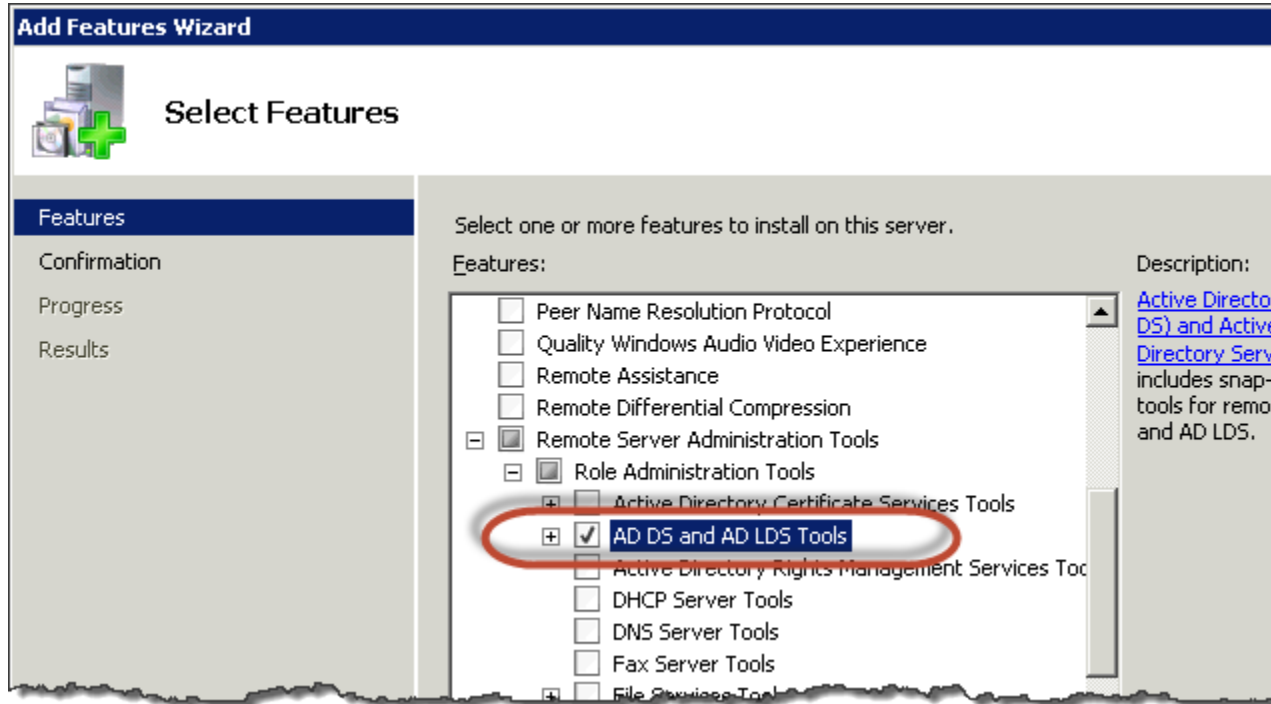 Add Features Wizard
Select Features
Features
Confirmation
Progress
Results
Select one or more features to install on this server.
Features:
Peer Name Resolution Protocol
Quality Windows Audio Video Experience
Remote Assistance
Remote Differential Compression
Remote Server Administration Tools
Role Administration Tools
Active Directory Certificate Services Tools
AD DS and AD LDS Tools
Active Directory Rights Management Services Too
DHCP Server Tools
DNS Server Tools
Fax Server Tools
File Services Tools
Description:
Active Directo
DS) and Active
Directory Serv
includes snap-
tools for remo
and AD LDS.